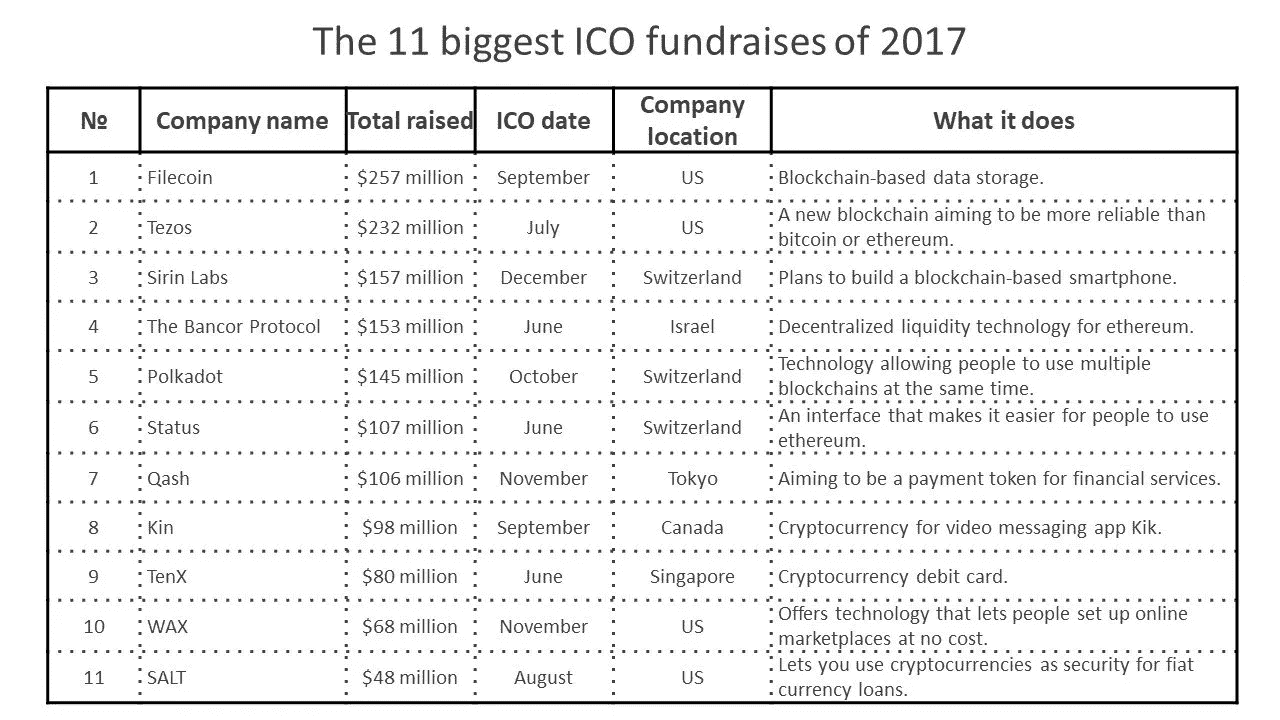 The 11 biggest ICO fundraises of 2017
№ Company name Total raised ICO date Company location What it does
1 Filecoin $257 million September US Blockchain-based data storage.
2 Tezos $232 million July US A new blockchain aiming to be more reliable than
bitcoin or ethereum.
3 Sirin Labs $157 million December Switzerland Plans to build a blockchain-based smartphone.
4 The Bancor Protocol $153 million June Israel Decentralized liquidity technology for ethereum.
5 Polkadot $145 million October Switzerland Technology allowing people to use multiple
blockchains at the same time.
6 Status $107 million June Switzerland An interface that makes it easier for people to use
ethereum.
7 Qash $106 million November Tokyo Aiming to be a payment token for financial services.
8 Kin $98 million September Canada Cryptocurrency for video messaging app Kik.
9 TenX $80 million June Singapore Cryptocurrency debit card.
10 WAX $68 million November US Offers technology that lets people set up online
marketplaces at no cost.
11 SALT $48 million August US Lets you use cryptocurrencies as security for fiat
currency loans.